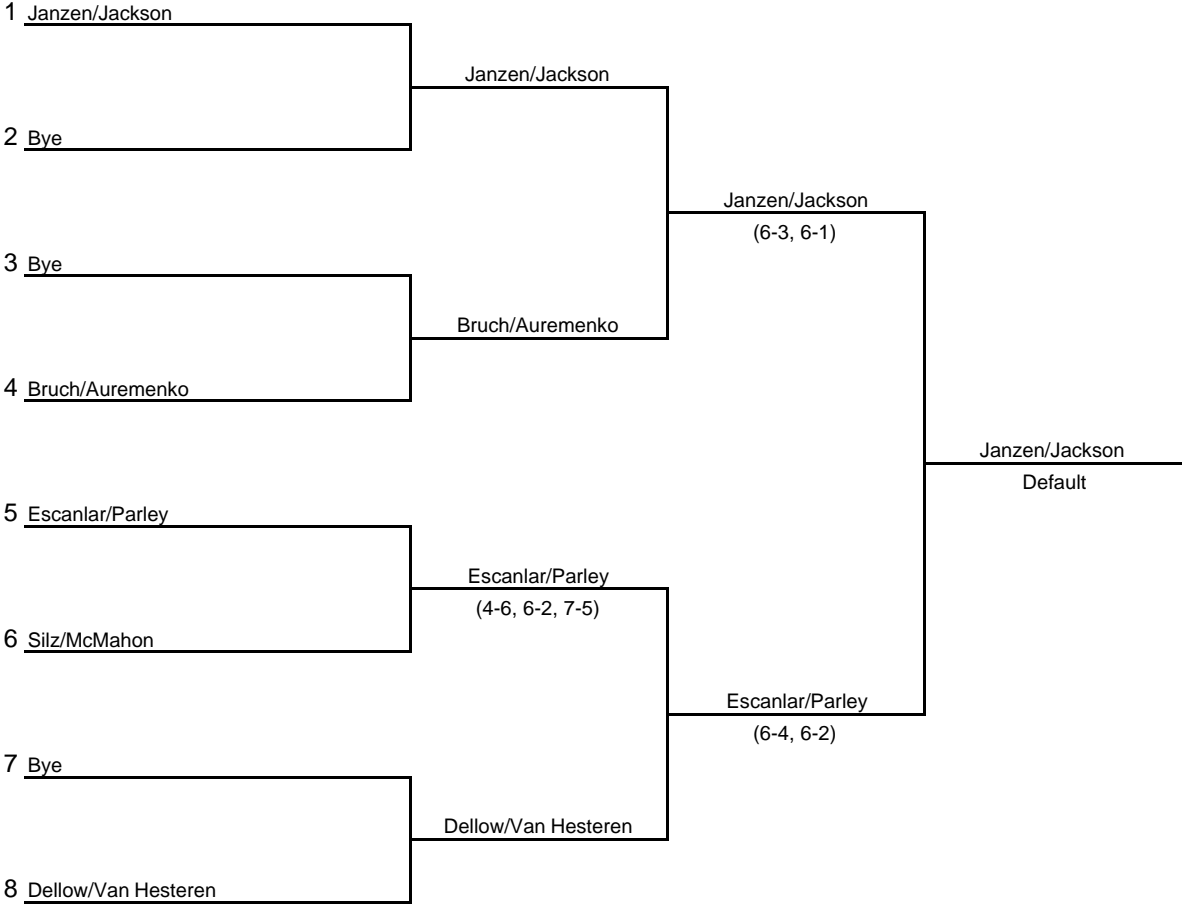 1 Janzen/Jackson
Janzen/Jackson
2 Bye
Janzen/Jackson
(6-3, 6-1)
3 Bye
Bruch/Auremenko
4 Bruch/Auremenko
Janzen/Jackson
Default
5 Escanlar/Parley
Escanlar/Parley
(4-6, 6-2, 7-5)
6 Silz/McMahon
Escanlar/Parley
(6-4, 6-2)
7 Bye
Dellow/Van Hesteren
8 Dellow/Van Hesteren